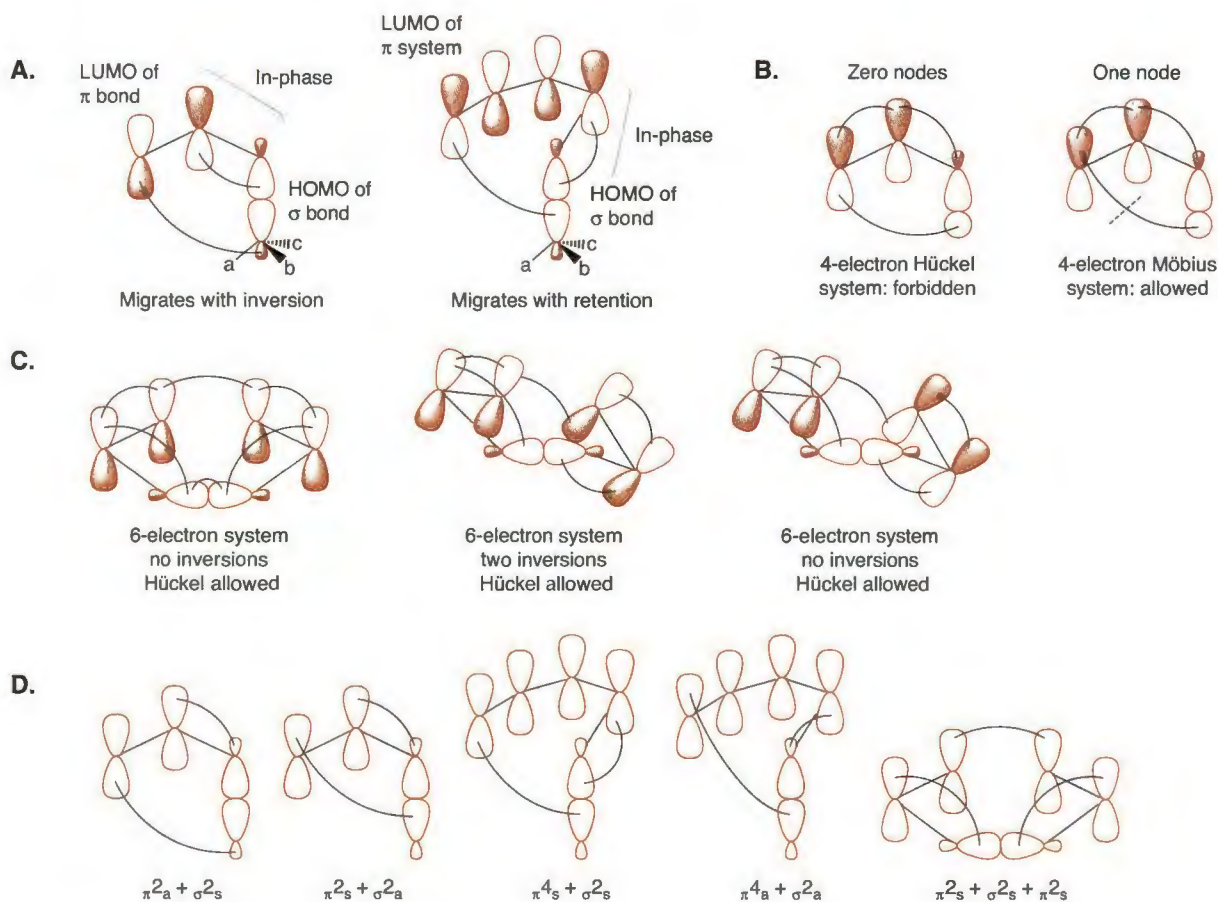 A.
LUMO of
π bond
In-phase
LUMO of
π system
In-phase
HOMO of
σ bond
HOMO of
σ bond
a
b
c
a
b
c
Migrates with inversion
Migrates with retention
B.
Zero nodes
One node
4-electron Hückel
system: forbidden
4-electron Möbius
system: allowed
C.
6-electron system
no inversions
Hückel allowed
6-electron system
two inversions
Hückel allowed
6-electron system
no inversions
Hückel allowed
D.
π2a + σ2s
π2s + σ2a
π4s + σ2s
π4a + σ2a
π2s + σ2s + π2s